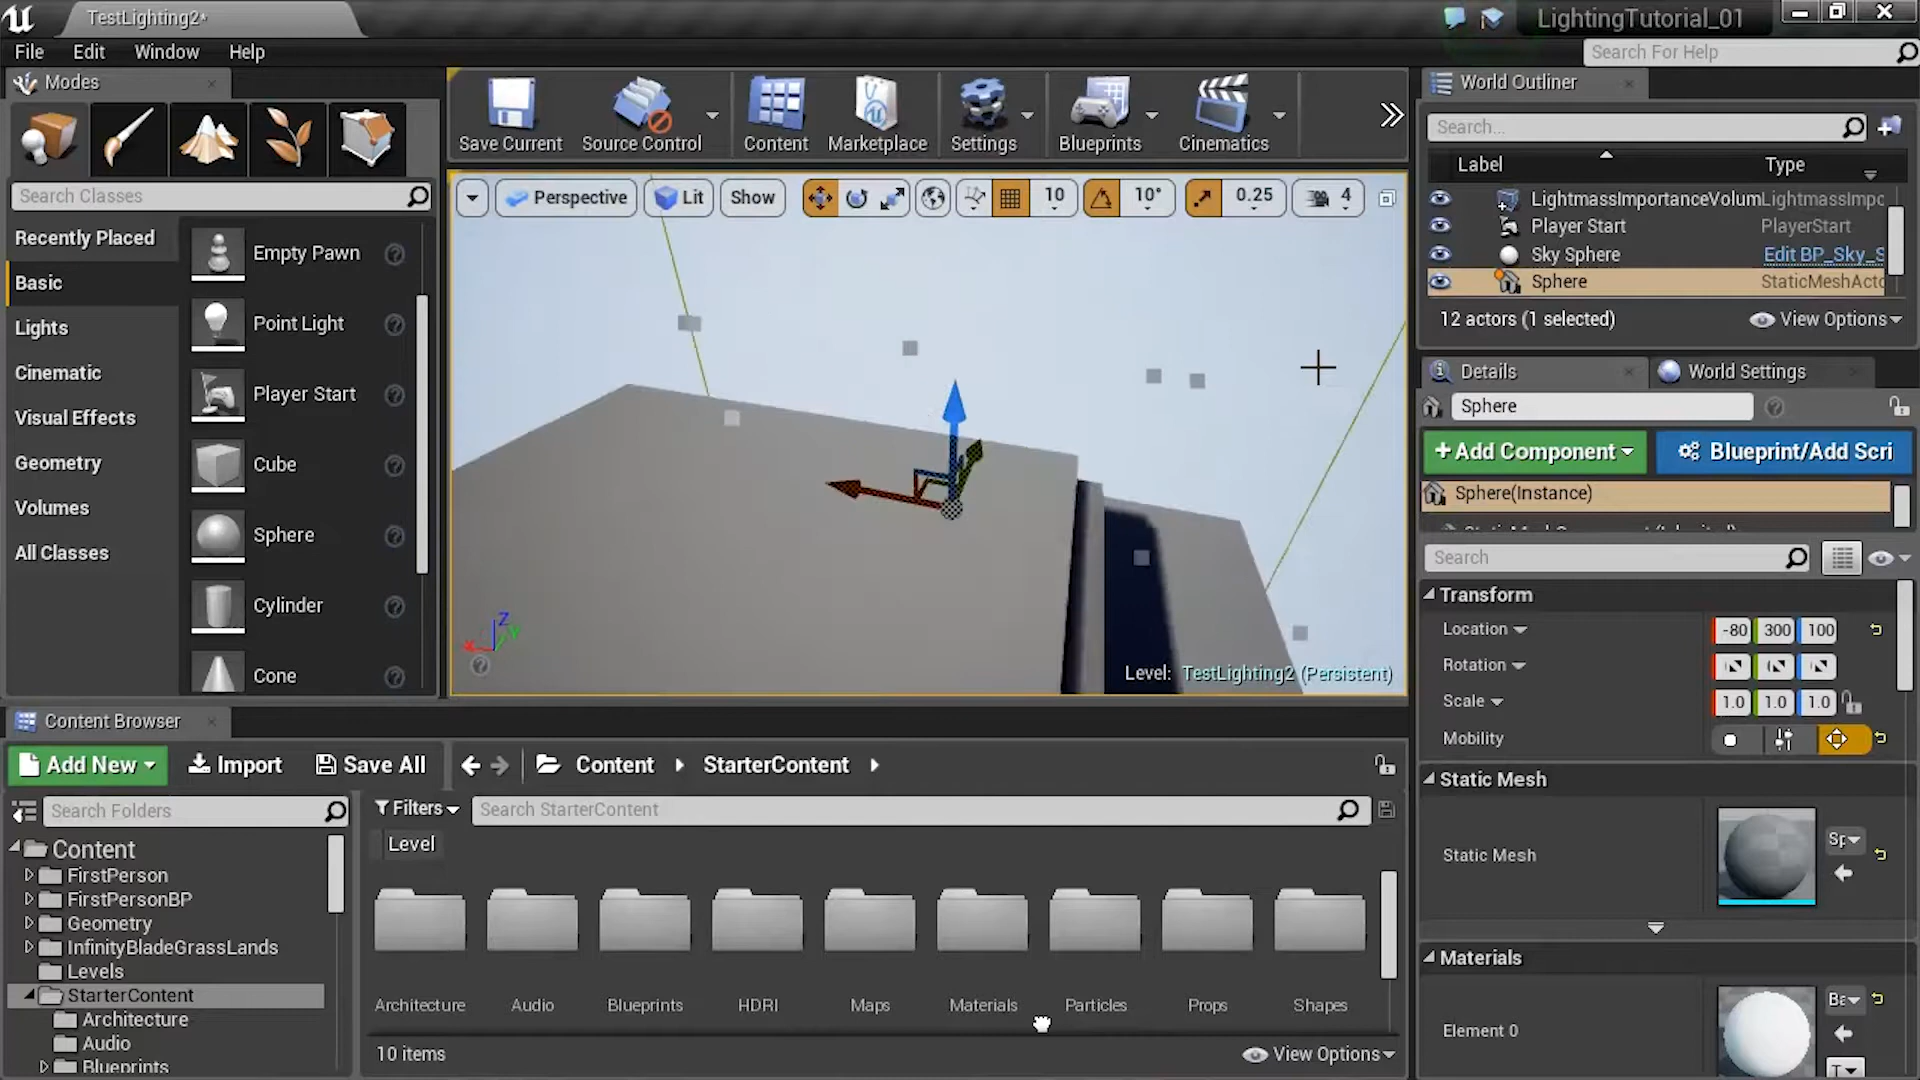 TestLighting2*
LightingTutorial_01
File Edit Window Help
Search For Help
Modes
Search Classes
Recently Placed
Basic
Lights
Cinematic
Visual Effects
Geometry
Volumes
All Classes
Empty Pawn
Point Light
Player Start
Cube
Sphere
Cylinder
Cone
Save Current
Source Control
Content
Marketplace
Settings
Blueprints
Cinematics
Perspective
Lit
Show
10
10°
0.25
4
Level: TestLighting2 (Persistent)
World Outliner
Search...
Label Type
LightmassImportanceVolum LightmassImpo
Player Start PlayerStart
Sky Sphere Edit BP_Sky_S
Sphere StaticMeshActo
12 actors (1 selected) View Options
Details World Settings
Sphere
+Add Component Blueprint/Add Scri
Sphere(Instance)
Search
Transform
Location -80 300 100
Rotation
Scale 1.0 1.0 1.0
Mobility
Static Mesh
Static Mesh Sp
Materials
Element 0 Ba
Content Browser
Add New Import Save All Content StarterContent
Search Folders
Filters Search StarterContent
Level
Content
FirstPerson
FirstPersonBP
Geometry
InfinityBladeGrassLands
Levels
StarterContent
Architecture
Audio
Blueprints
Architecture Audio Blueprints HDRI Maps Materials Particles Props Shapes
10 items View Options